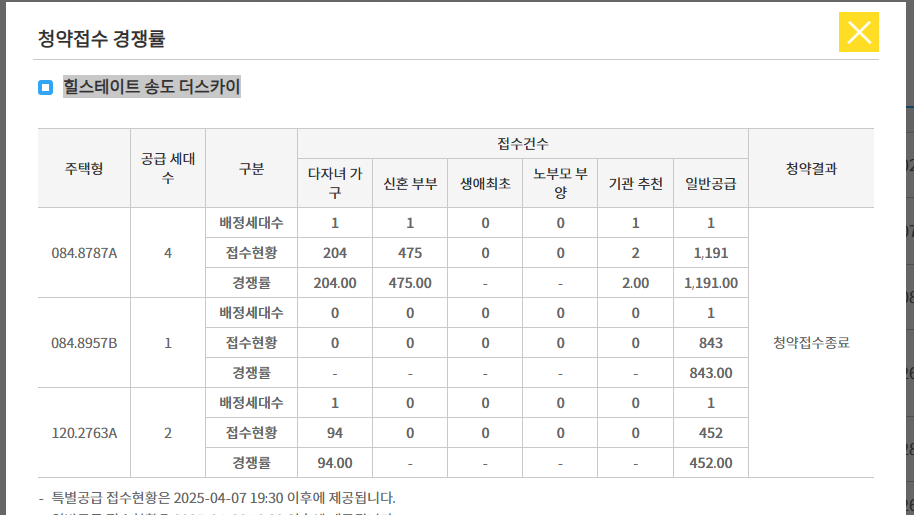 청약접수 경쟁률
힐스테이트 송도 더스카이
주택형 공급 세대수 구분 접수건수 청약결과
다자녀 가구 신혼 부부 생애최초 노부모 부양 기관 추천 일반공급
084.8787A 4 배정세대수 1 1 0 0 1 1
접수현황 204 475 0 0 2 1,191
경쟁률 204.00 475.00 - - 2.00 1,191.00
084.8957B 1 배정세대수 0 0 0 0 0 1
접수현황 0 0 0 0 0 843
경쟁률 - - - - - 843.00
청약접수종료
120.2763A 2 배정세대수 1 0 0 0 0 1
접수현황 94 0 0 0 0 452
경쟁률 94.00 - - - - 452.00
- 특별공급 접수현황은 2025-04-07 19:30 이후에 제공됩니다.